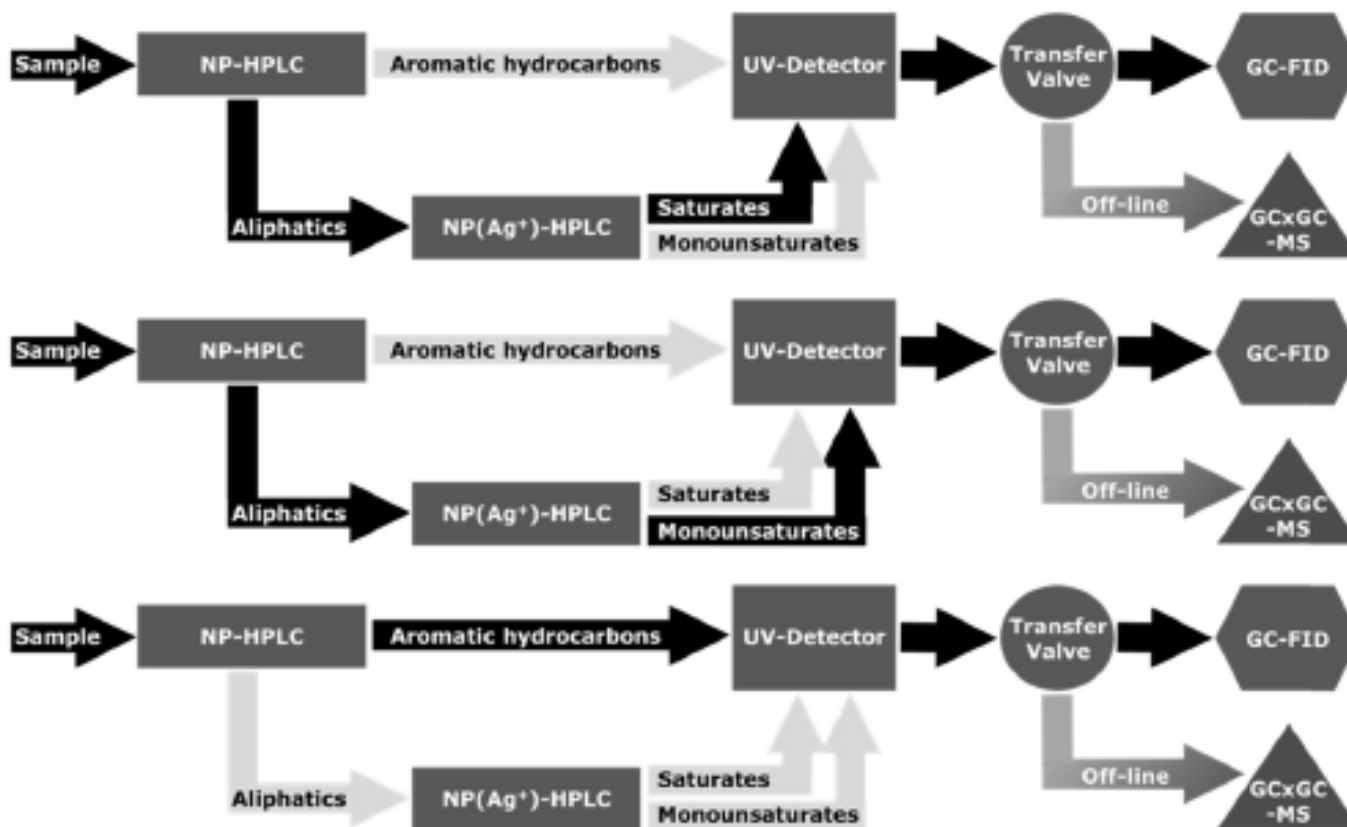 Sample
NP-HPLC
Aromatic hydrocarbons
UV-Detector
Transfer
Valve
GC-FID
Aliphatics
NP(Ag⁺)-HPLC
Saturates
Monounsaturates
Off-line
GCxGC
-MS
Sample
NP-HPLC
Aromatic hydrocarbons
UV-Detector
Transfer
Valve
GC-FID
Aliphatics
NP(Ag⁺)-HPLC
Saturates
Monounsaturates
Off-line
GCxGC
-MS
Sample
NP-HPLC
Aromatic hydrocarbons
UV-Detector
Transfer
Valve
GC-FID
Aliphatics
NP(Ag⁺)-HPLC
Saturates
Monounsaturates
Off-line
GCxGC
-MS